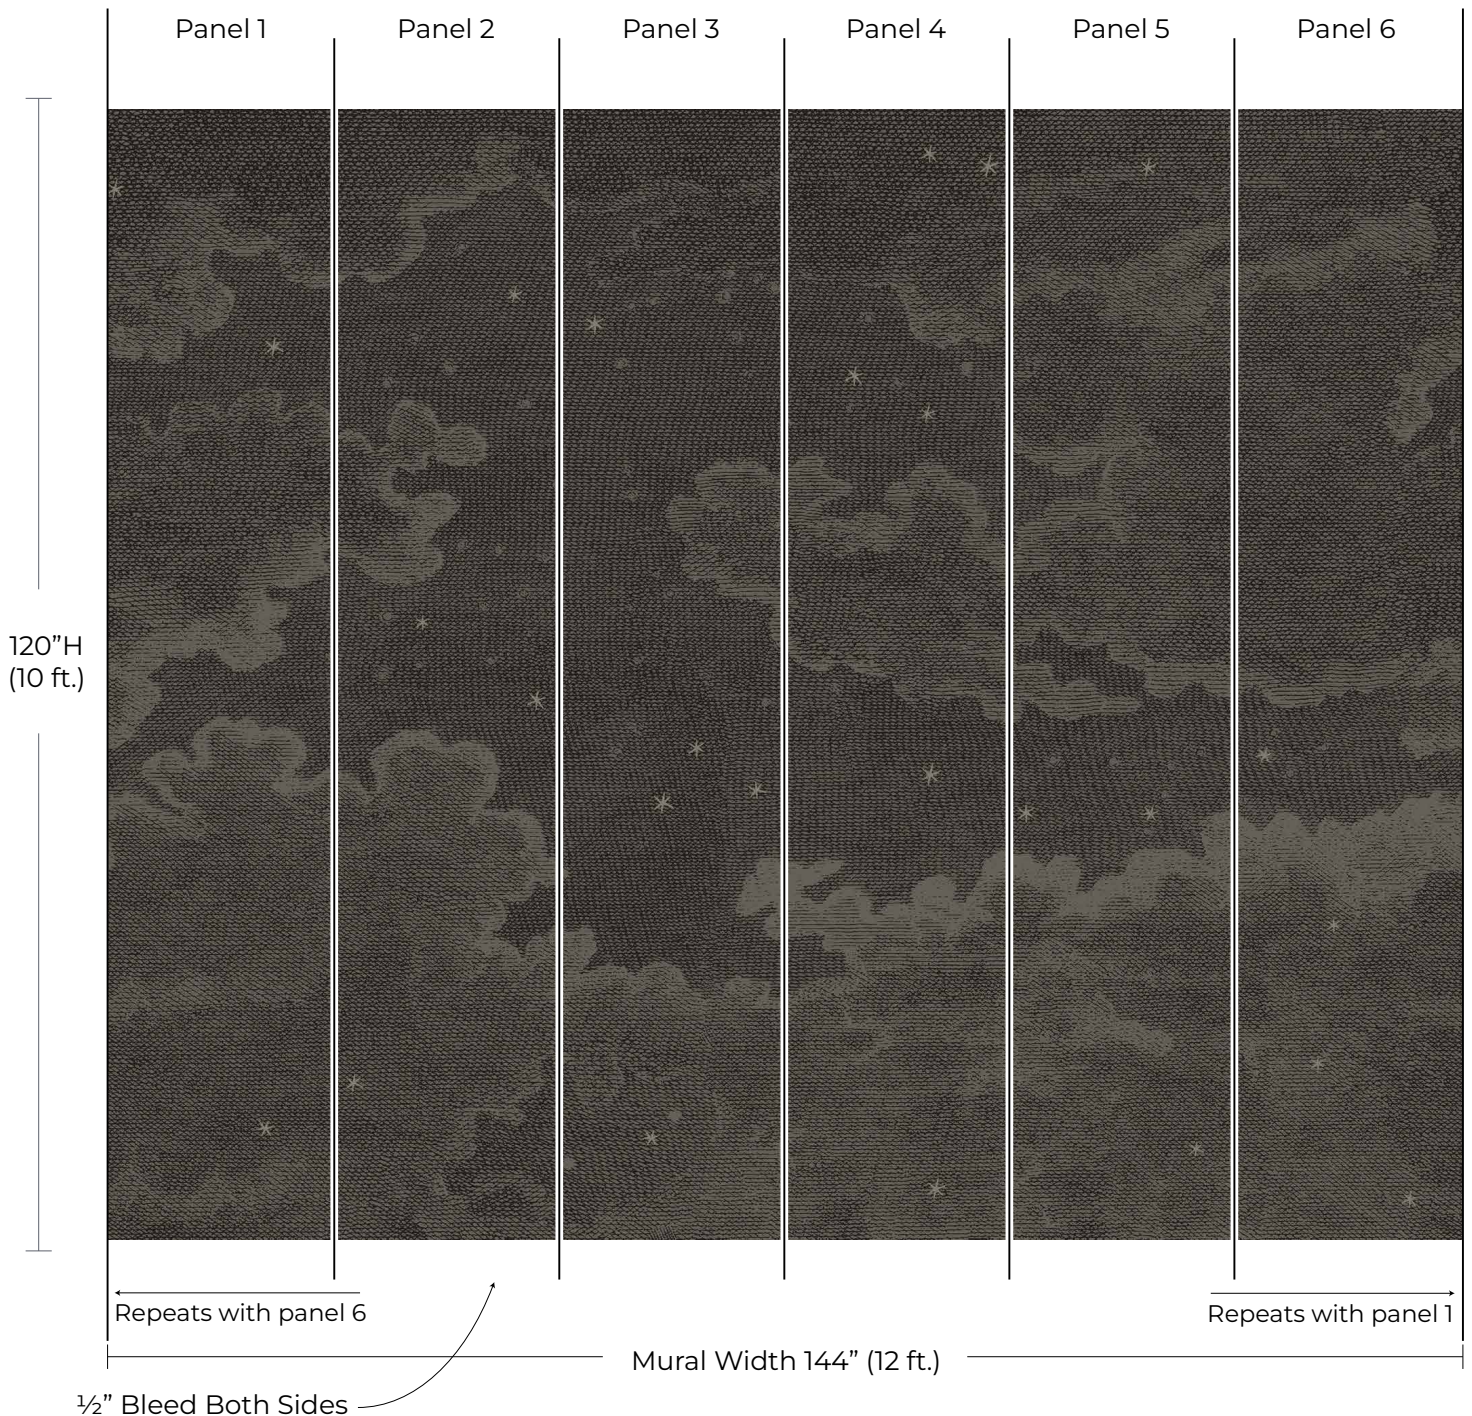 Panel 1
Panel 2
Panel 3
Panel 4
Panel 5
Panel 6
120”H
(10 ft.)
Repeats with panel 6
Repeats with panel 1
Mural Width 144” (12 ft.)
½” Bleed Both Sides